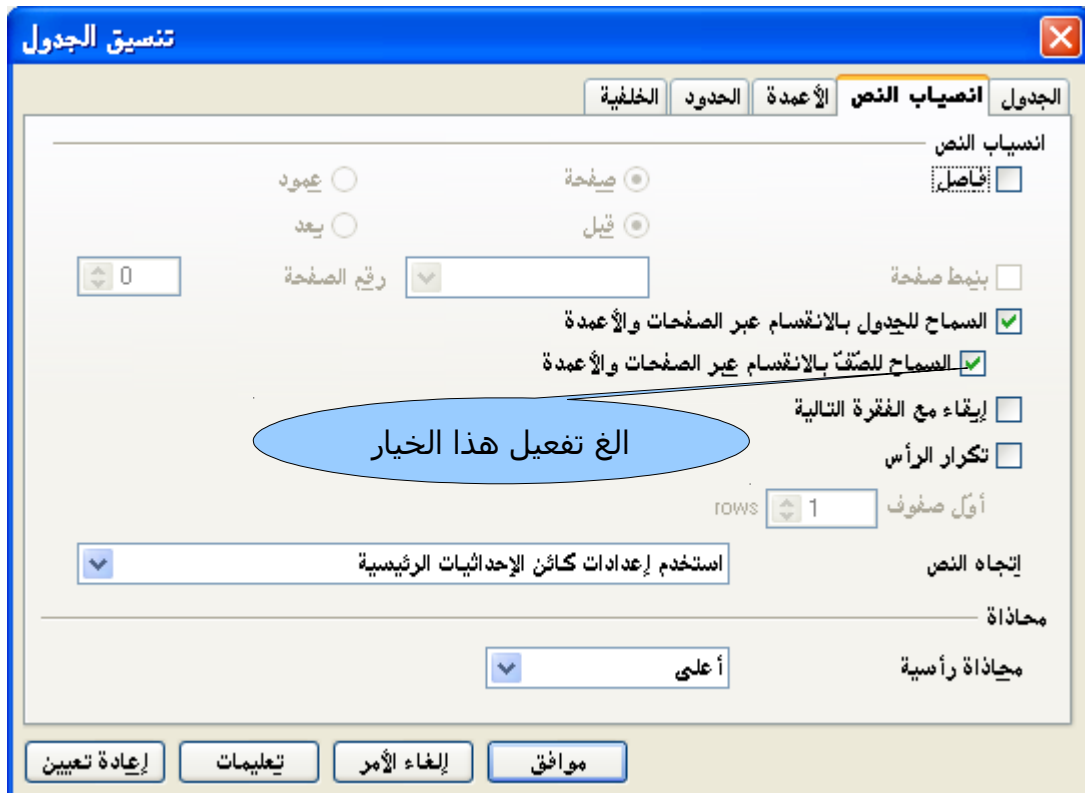 تنسيق الجدول
الجدول انسياب النص الأعمدة الحدود الخلفية
انسياب النص
فاصل صفحة عمود
قبل بعد
بنمط صفحة رقم الصفحة 0
السماح للجدول بالانقسام عبر الصفحات والأعمدة
السماح للصّفّ بالانقسام عبر الصفحات والأعمدة
إبقاء مع الفقرة التالية
الغ تفعيل هذا الخيار
تكرار الرأس
أوّل صفوف 1 rows
إتجاه النص استخدم إعدادات كائن الإحداثيات الرئيسية
محاذاة
محاذاة رأسية أعلى
موافق إلغاء الأمر تعليمات إعادة تعيين